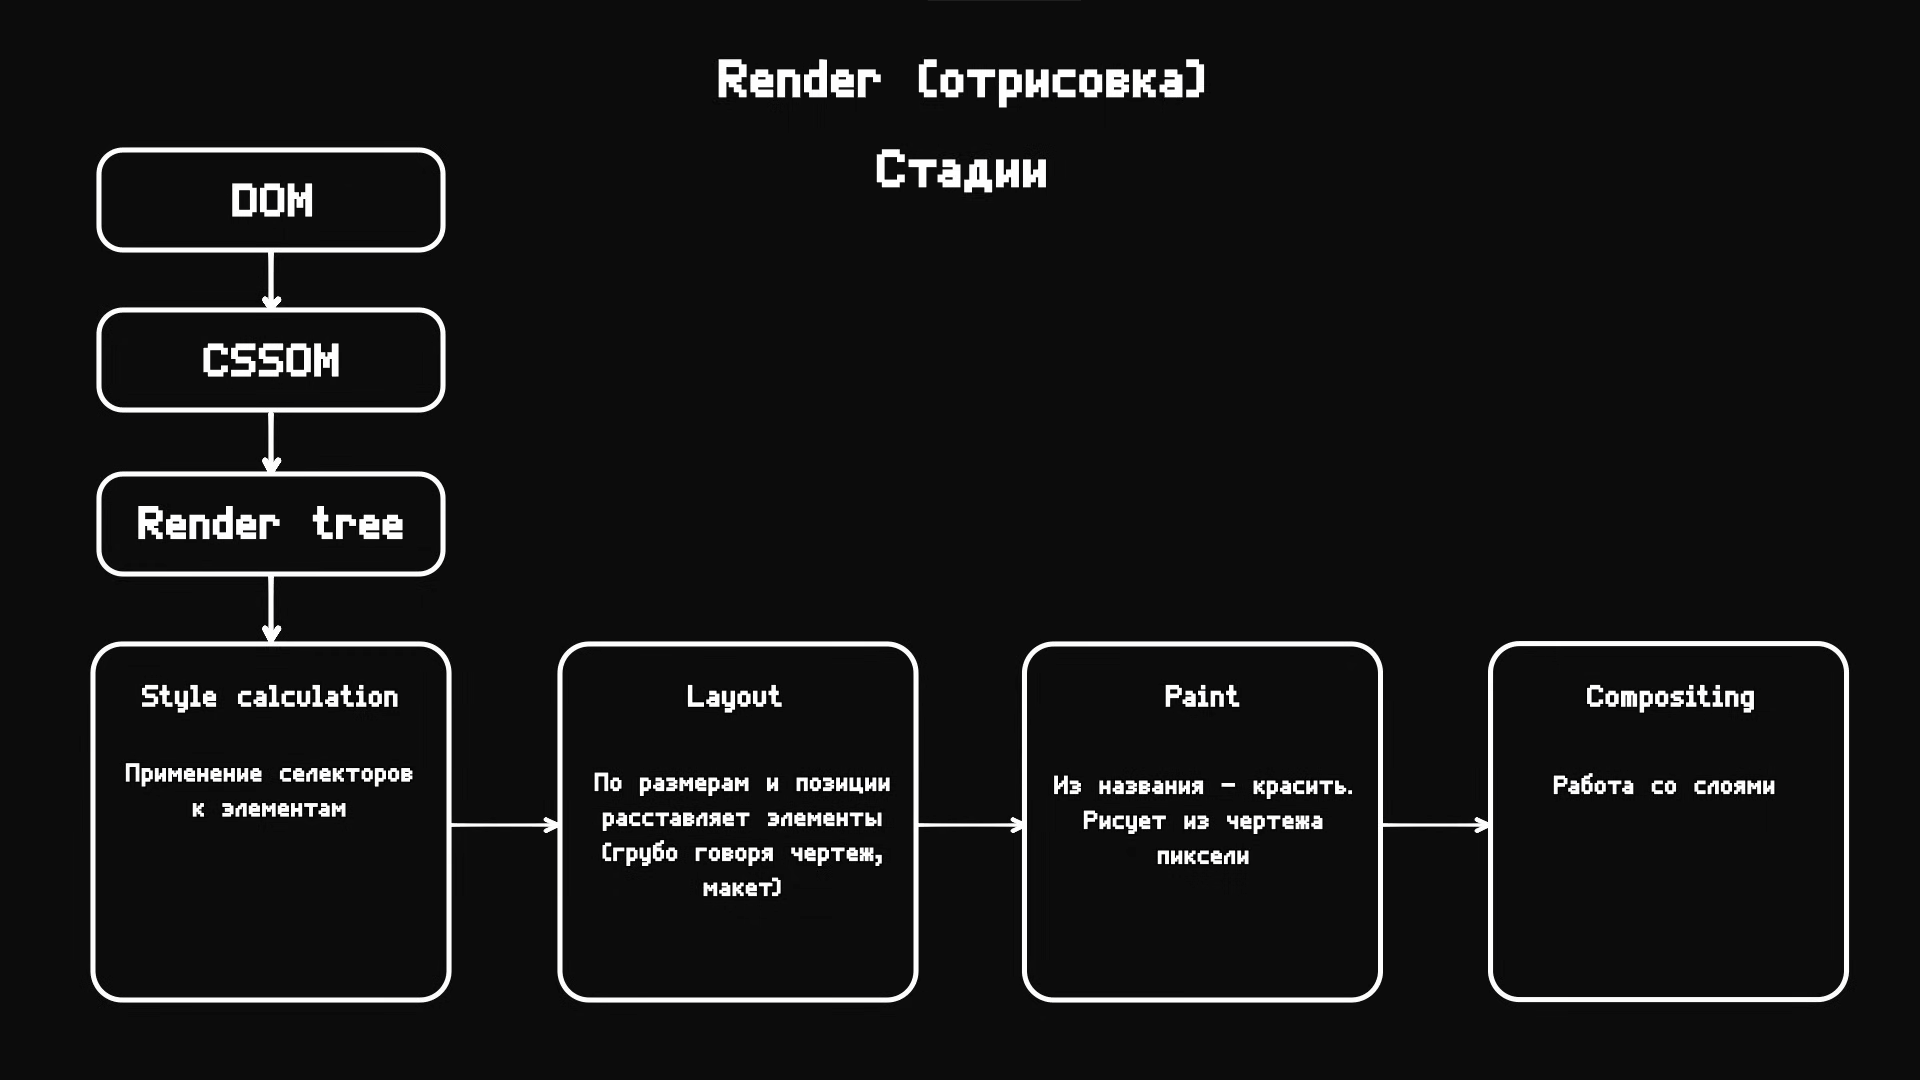 Render (отрисовка)
Стадии
DOM
CSSOM
Render tree
Style calculation
Применение селекторов
к элементам
Layout
По размерам и позиции
расставляет элементы
(грубо говоря чертеж,
макет)
Paint
Из названия - красить.
Рисует из чертежа
пиксели
Compositing
Работа со слоями